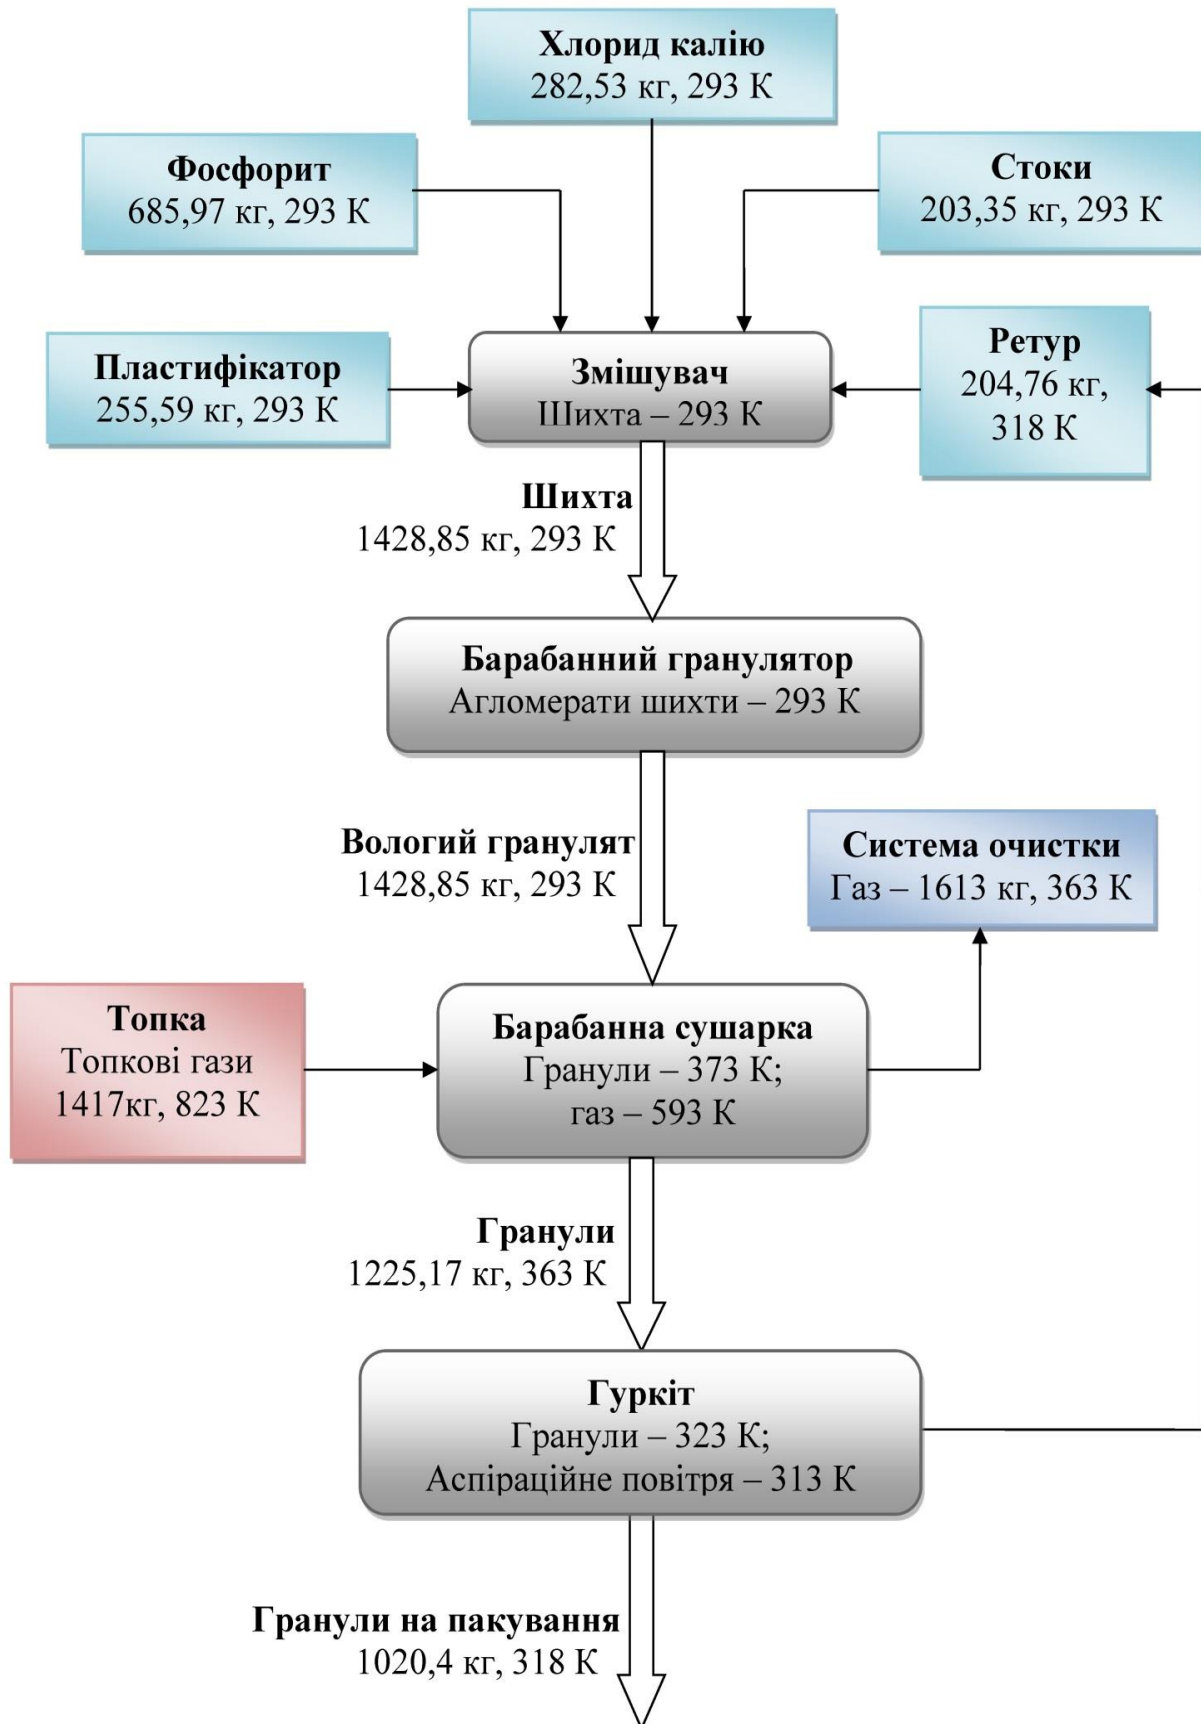 Хлорид калію
282,53 кг, 293 К
Фосфорит
685,97 кг, 293 К
Стоки
203,35 кг, 293 К
Пластифікатор
255,59 кг, 293 К
Змішувач
Шихта – 293 К
Ретур
204,76 кг,
318 К
Шихта
1428,85 кг, 293 К
Барабанний гранулятор
Агломерати шихти – 293 К
Вологий гранулят
1428,85 кг, 293 К
Система очистки
Газ – 1613 кг, 363 К
Топка
Топкові гази
1417кг, 823 К
Барабанна сушарка
Гранули – 373 К;
газ – 593 К
Гранули
1225,17 кг, 363 К
Гуркіт
Гранули – 323 К;
Аспіраційне повітря – 313 К
Гранули на пакування
1020,4 кг, 318 К